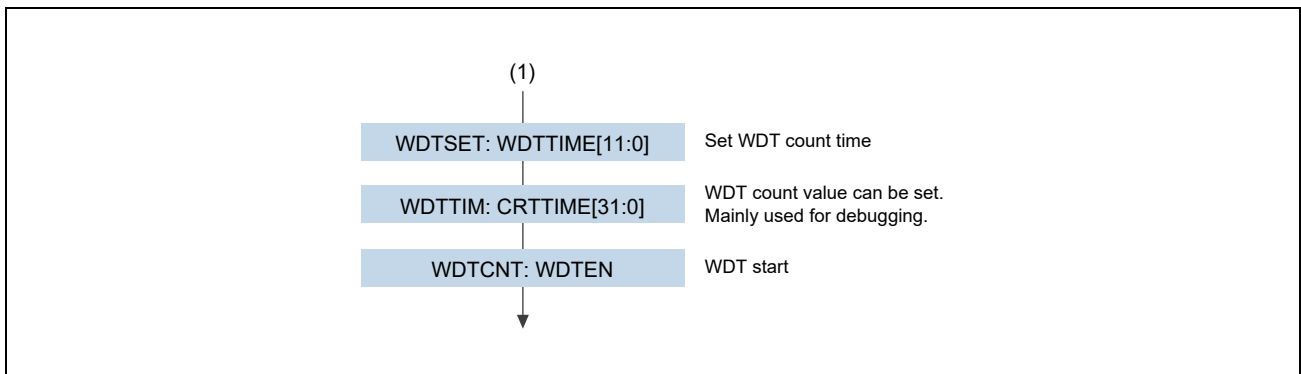 (1)
WDTSET: WDTTIME[11:0]
Set WDT count time
WDTTIM: CRTTIME[31:0]
WDT count value can be set.
Mainly used for debugging.
WDTCNT: WDTEN
WDT start